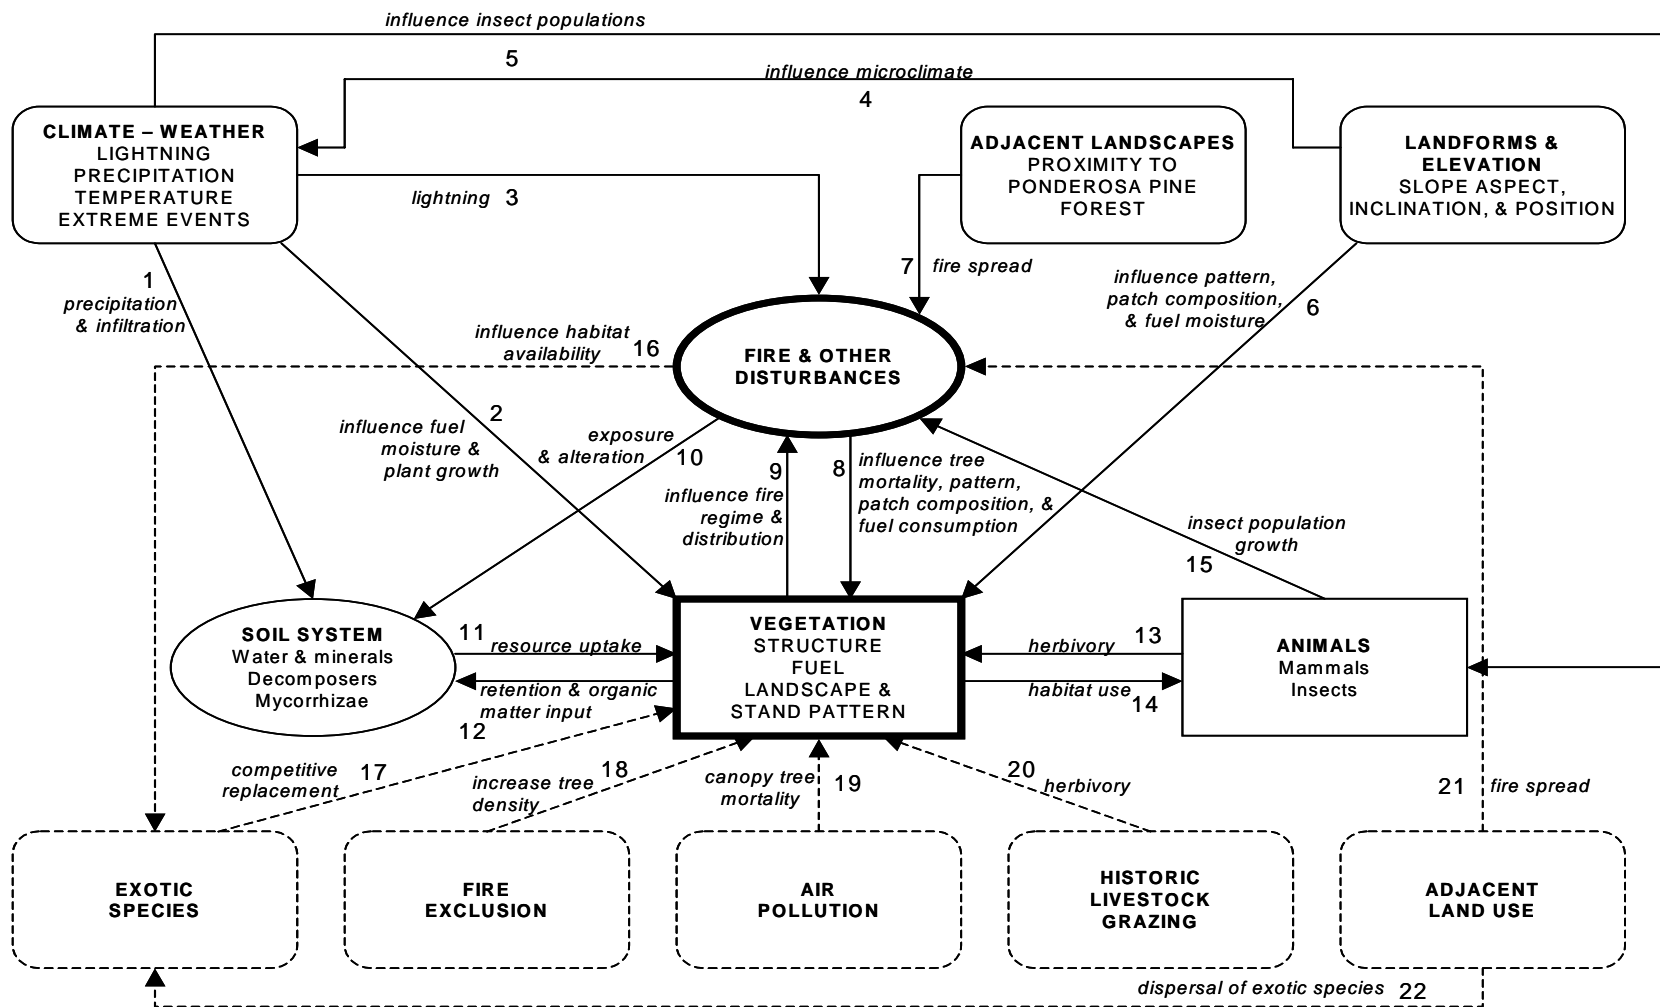 influence insect populations
5
influence microclimate
4
CLIMATE – WEATHER
LIGHTNING
PRECIPITATION
TEMPERATURE
EXTREME EVENTS
ADJACENT LANDSCAPES
PROXIMITY TO
PONDEROSA PINE
FOREST
LANDFORMS &
ELEVATION
SLOPE ASPECT,
INCLINATION, & POSITION
lightning 3
1
precipitation
& infiltration
7 fire spread
influence pattern,
patch composition,
& fuel moisture
6
influence habitat
availability
16
FIRE & OTHER
DISTURBANCES
2
influence fuel
moisture &
plant growth
exposure
& alteration
10
9
influence fire
regime &
distribution
8
influence tree
mortality, pattern,
patch composition, &
fuel consumption
insect population
growth
15
SOIL SYSTEM
Water & minerals
Decomposers
Mycorrhizae
11
resource uptake
retention & organic
matter input
12
VEGETATION
STRUCTURE
FUEL
LANDSCAPE &
STAND PATTERN
herbivory
13
habitat use
14
ANIMALS
Mammals
Insects
competitive
replacement
17
increase tree
density
18
canopy tree
mortality
19
20
herbivory
21
fire spread
EXOTIC
SPECIES
FIRE
EXCLUSION
AIR
POLLUTION
HISTORIC
LIVESTOCK
GRAZING
ADJACENT
LAND USE
dispersal of exotic species 22